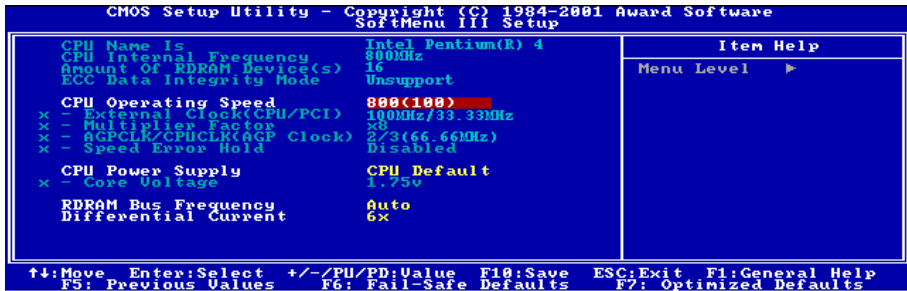 CMOS Setup Utility – Copyright (C) 1984-2001 Award Software
SoftMenu III Setup
CPU Name Is Intel Pentium(R) 4
CPU Internal Frequency 800MHz
Amount Of RDRAM Device(s) 16
ECC Data Integrity Mode Unsupport
CPU Operating Speed 800(100)
x - External Clock(CPU/PCI) 100MHz/33.33MHz
x - Multiplier Factor x8
x - AGPCLK/CPUCLK(AGP Clock) 2/3(66.66MHz)
x - Speed Error Hold Disabled
CPU Power Supply CPU Default
x - Core Voltage 1.75v
RDRAM Bus Frequency Auto
Differential Current 6x
Item Help
Menu Level ►
↑↓:Move Enter:Select +/-/PU/PD:Value F10:Save ESC:Exit F1:General Help
F5: Previous Values F6: Fail-Safe Defaults F7: Optimized Defaults